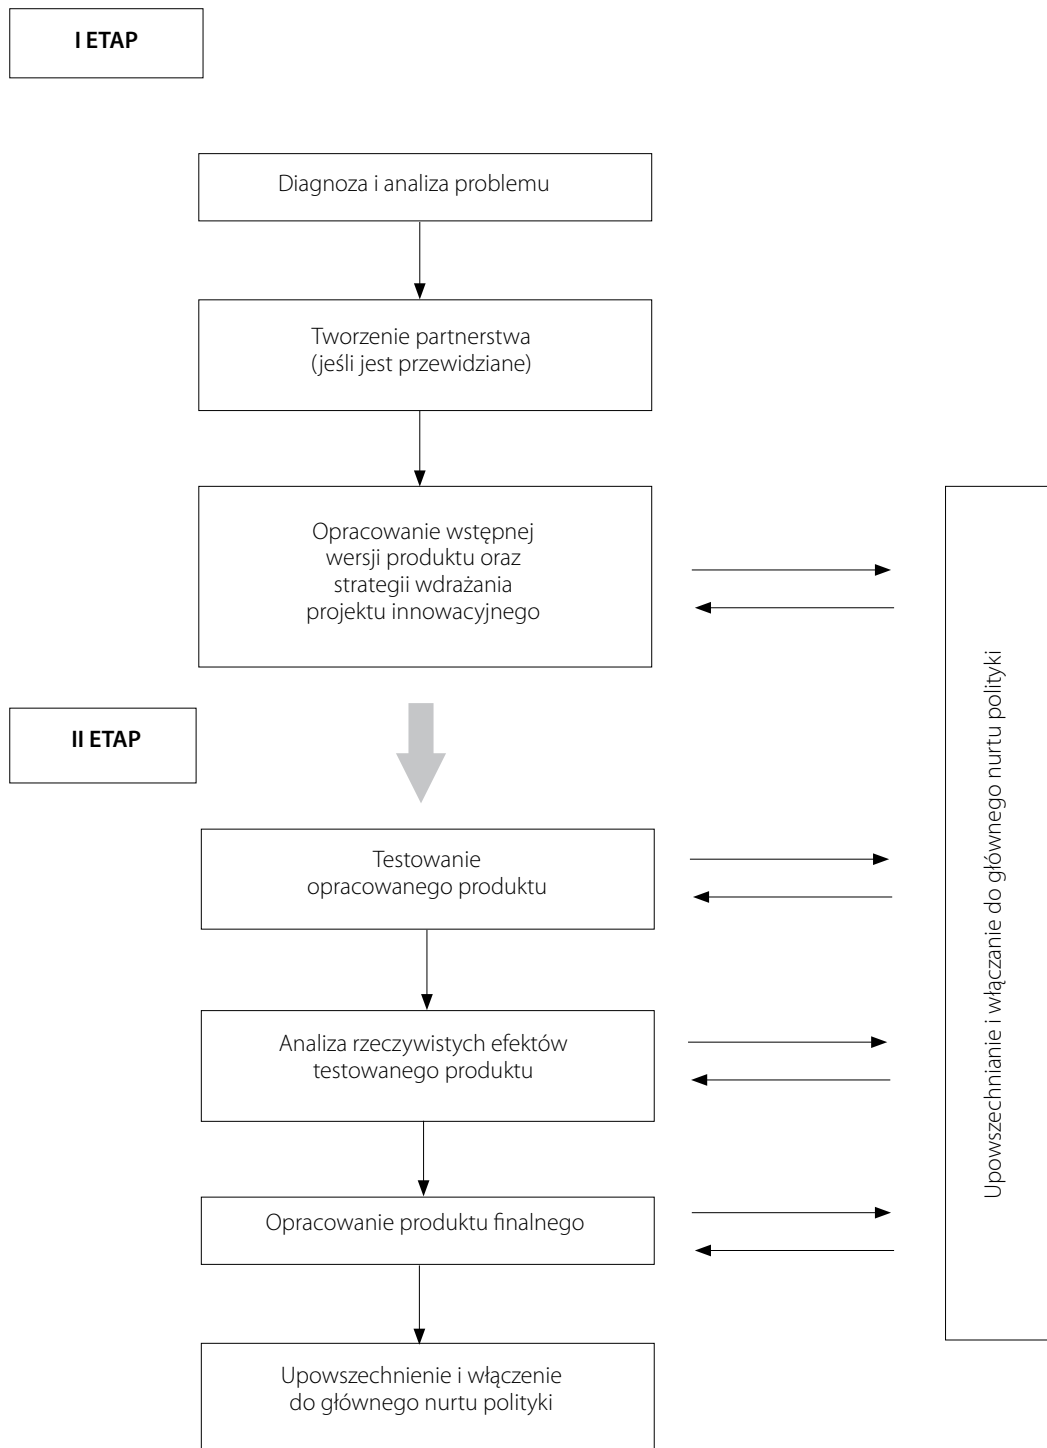 I ETAP
Diagnoza i analiza problemu
Tworzenie partnerstwa
(jeśli jest przewidziane)
Opracowanie wstępnej
wersji produktu oraz
strategii wdrażania
projektu innowacyjnego
II ETAP
Testowanie
opracowanego produktu
Analiza rzeczywistych efektów
testowanego produktu
Opracowanie produktu finalnego
Upowszechnienie i włączenie
do głównego nurtu polityki
Upowszechnianie i włączanie do głównego nurtu polityki